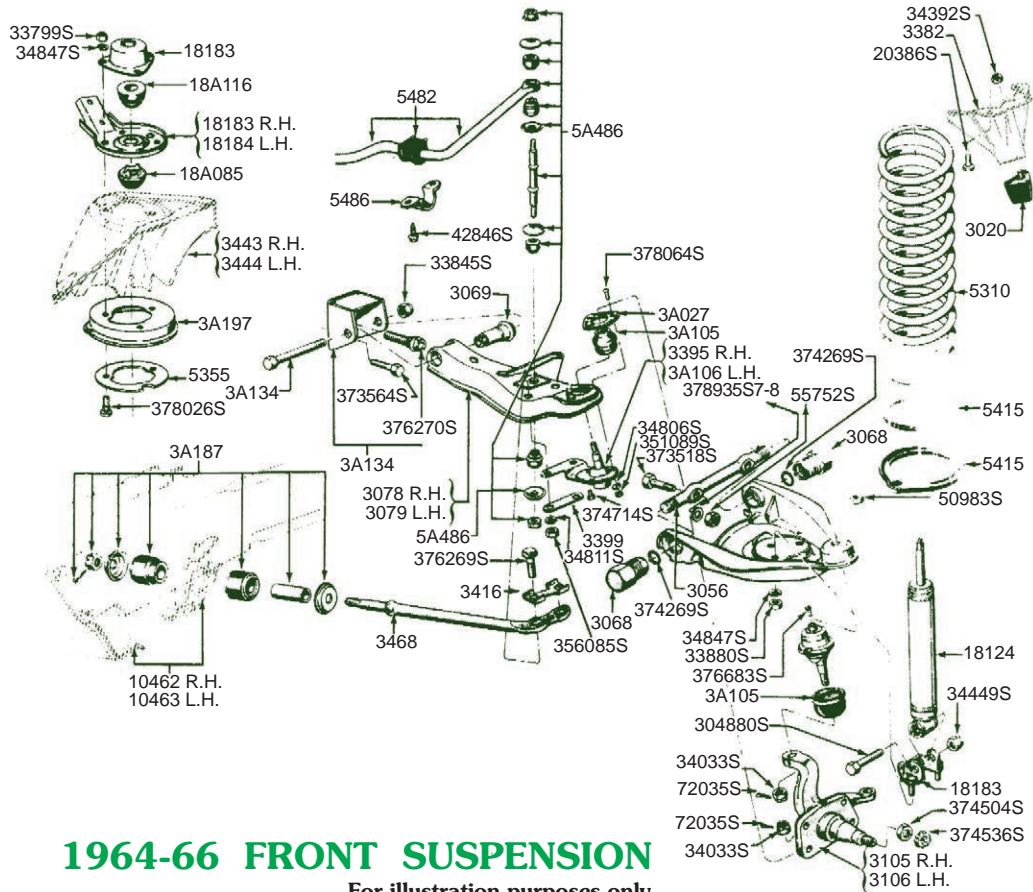 33799S
34847S
18183
18A116
18183 R.H.
18184 L.H.
18A085
3443 R.H.
3444 L.H.
3A197
5355
378026S
5482
5486
42846S
5A486
34392S
3382
20386S
3020
5310
33845S
3069
378064S
3A027
3A105
3395 R.H.
3A106 L.H.
378935S7-8
374269S
55752S
5415
3068
5415
50983S
3A134
373564S
376270S
3A134
34806S
351089S
373518S
3A187
3078 R.H.
3079 L.H.
5A486
374714S
3399
34811S
376269S
3416
3468
356085S
3068
374269S
3056
10462 R.H.
10463 L.H.
34847S
33880S
376683S
3A105
304880S
18124
34449S
34033S
72035S
18183
374504S
72035S
34033S
374536S
3105 R.H.
3106 L.H.
1964-66 FRONT SUSPENSION
For illustration purposes only